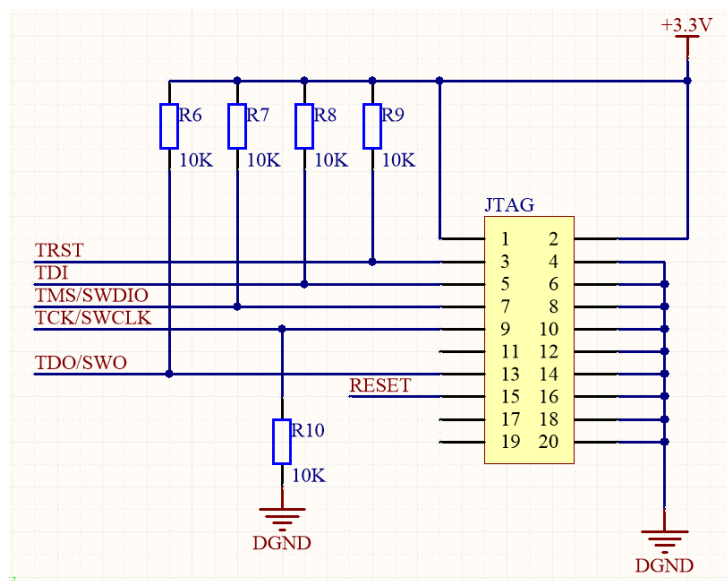 +3.3V
R6 R7 R8 R9
10K 10K 10K 10K
JTAG
1 2
TRST 3 4
TDI 5 6
TMS/SWDIO 7 8
TCK/SWCLK 9 10
11 12
TDO/SWO 13 14
RESET 15 16
17 18
R10
19 20
10K
DGND
DGND